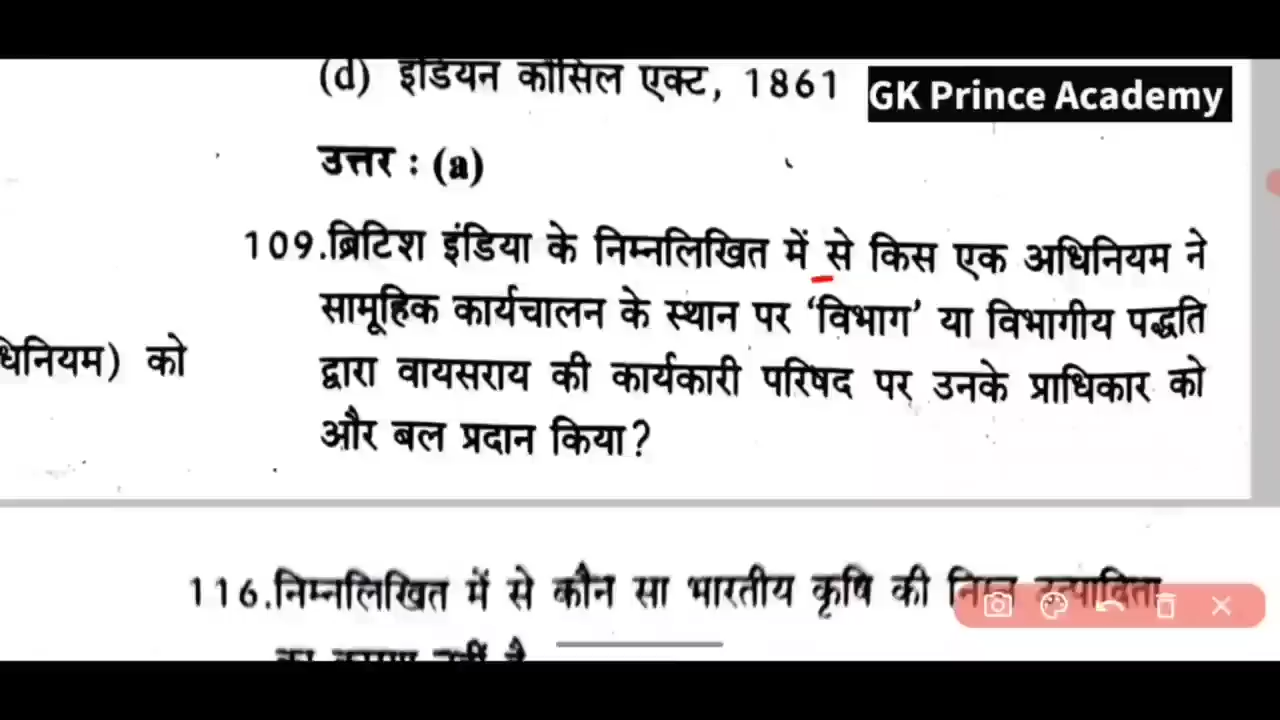 (d) इंडियन कौंसिल एक्ट, 1861
GK Prince Academy
उत्तर : (a)
109.ब्रिटिश इंडिया के निम्नलिखित में से किस एक अधिनियम ने
सामूहिक कार्यचालन के स्थान पर ‘विभाग’ या विभागीय पद्धति
धिनियम) को
द्वारा वायसराय की कार्यकारी परिषद पर उनके प्राधिकार को
और बल प्रदान किया?
116.निम्नलिखित में से कौन सा भारतीय कृषि की निम्न उत्पादिता